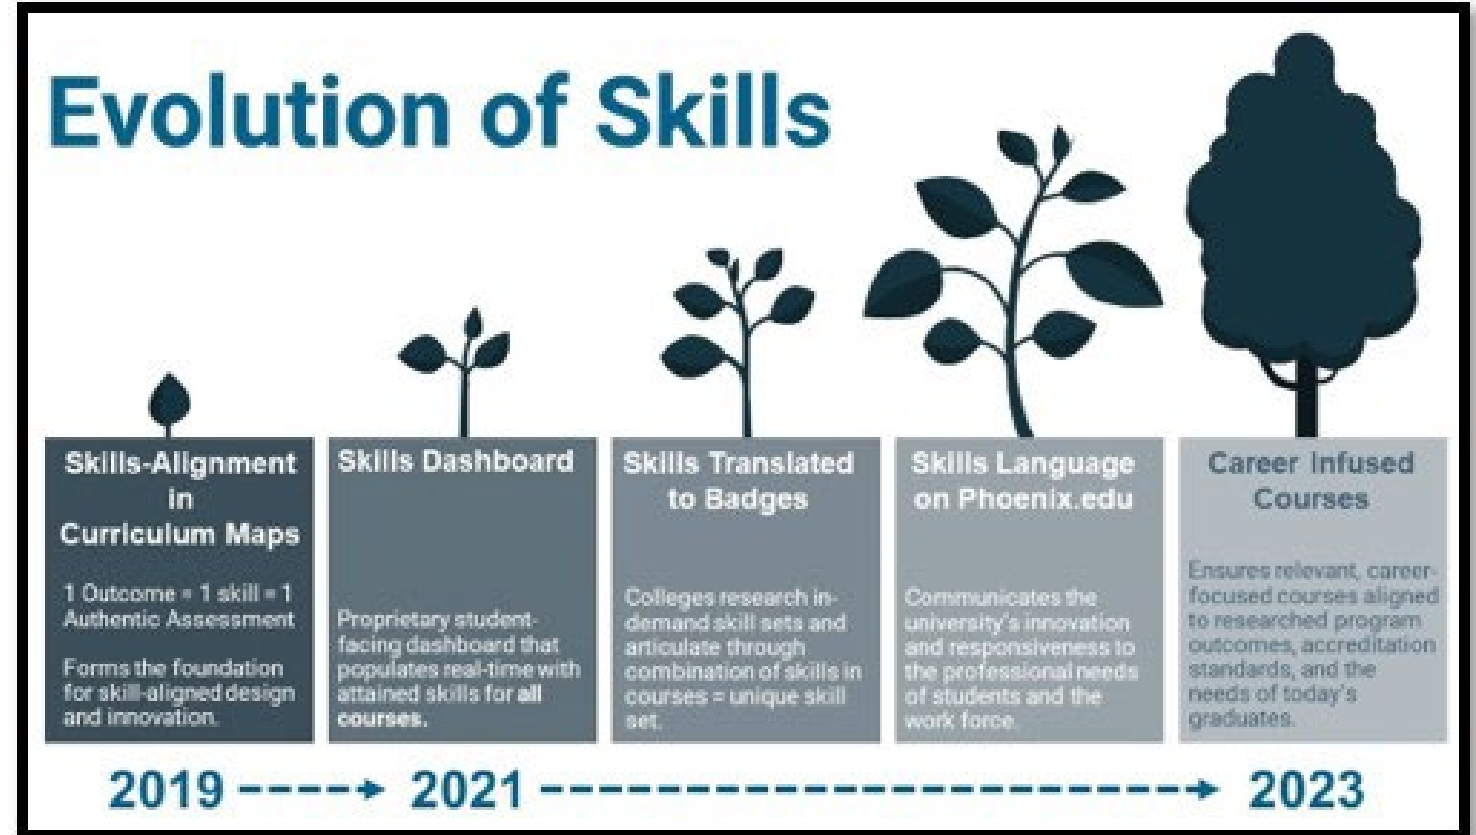 Evolution of Skills
Skills-Alignment
in
Curriculum Maps
1 Outcome = 1 skill = 1
Authentic Assessment
Forms the foundation
for skill-aligned design
and innovation.
Skills Dashboard
Proprietary student-
facing dashboard that
populates real-time with
attained skills for all
courses.
Skills Translated
to Badges
Colleges research in-
demand skill sets and
articulate through
combination of skills in
courses = unique skill
set.
Skills Language
on Phoenix.edu
Communicates the
university's innovation
and responsiveness to
the professional needs
of students and the
work force.
Career Infused
Courses
Ensures relevant, career-
focused courses aligned
to researched program
outcomes, accreditation
standards, and the
needs of today's
graduates.
2019
2021
2023